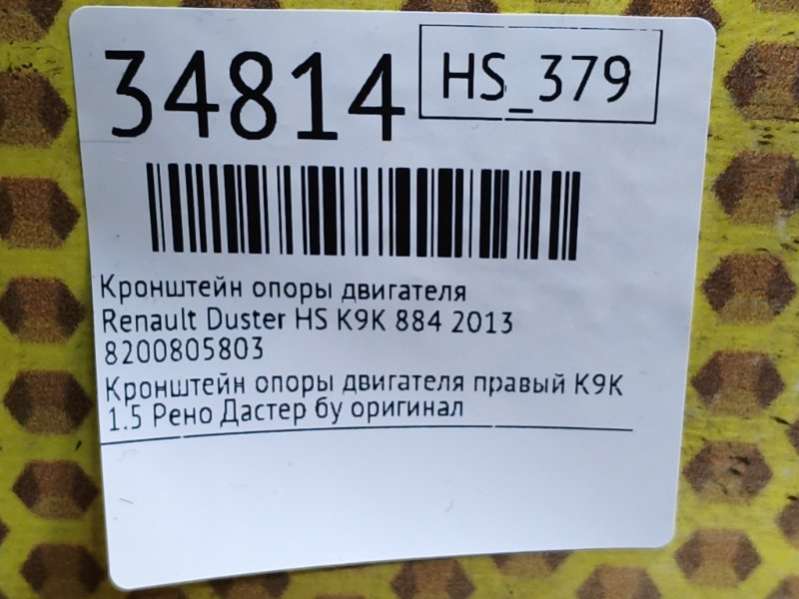 34814
HS_379
Кронштейн опоры двигателя
Renault Duster HS K9K 884 2013
8200805803
Кронштейн опоры двигателя правый K9K
1.5 Рено Дастер бу оригинал